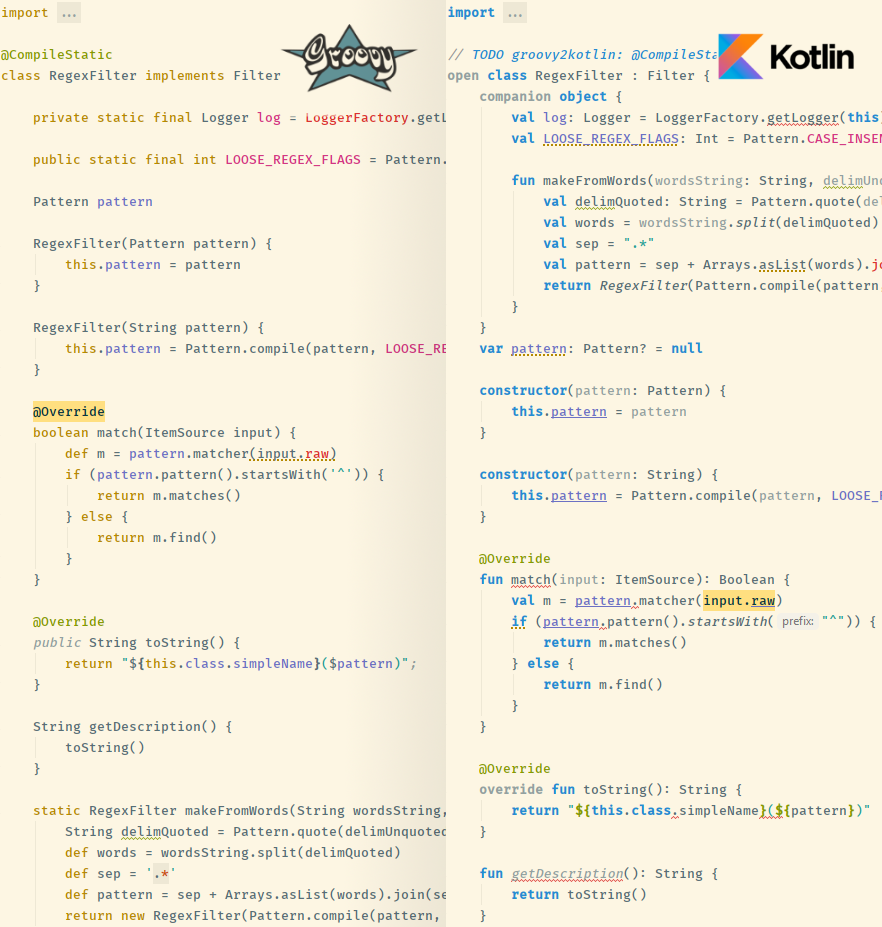 import ...
@CompileStatic
class RegexFilter implements Filter
Groovy
private static final Logger log = LoggerFactory.getL
public static final int LOOSE_REGEX_FLAGS = Pattern.
Pattern pattern
RegexFilter(Pattern pattern) {
this.pattern = pattern
}
RegexFilter(String pattern) {
this.pattern = Pattern.compile(pattern, LOOSE_RE
}
@Override
boolean match(ItemSource input) {
def m = pattern.matcher(input.raw)
if (pattern.pattern().startsWith('^')) {
return m.matches()
} else {
return m.find()
}
}
@Override
public String toString() {
return "${this.class.simpleName}($pattern)";
}
String getDescription() {
toString()
}
static RegexFilter makeFromWords(String wordsString,
String delimQuoted = Pattern.quote(delimUnquoted
def words = wordsString.split(delimQuoted)
def sep = '.*'
def pattern = sep + Arrays.asList(words).join(se
return new RegexFilter(Pattern.compile(pattern,
import ...
// TODO groovy2kotlin: @CompileSta
Kotlin
open class RegexFilter : Filter {
companion object {
val log: Logger = LoggerFactory.getLogger(this
val LOOSE_REGEX_FLAGS: Int = Pattern.CASE_INSEN
fun makeFromWords(wordsString: String, delimUnq
val delimQuoted: String = Pattern.quote(del
val words = wordsString.split(delimQuoted)
val sep = ".*"
val pattern = sep + Arrays.asList(words).jo
return RegexFilter(Pattern.compile(pattern
}
}
var pattern: Pattern? = null
constructor(pattern: Pattern) {
this.pattern = pattern
}
constructor(pattern: String) {
this.pattern = Pattern.compile(pattern, LOOSE_R
}
@Override
fun match(input: ItemSource): Boolean {
val m = pattern.matcher(input.raw)
if (pattern.pattern().startsWith( prefix: "^")) {
return m.matches()
} else {
return m.find()
}
}
@Override
override fun toString(): String {
return "${this.class.simpleName}(${pattern})"
}
fun getDescription(): String {
return toString()
}